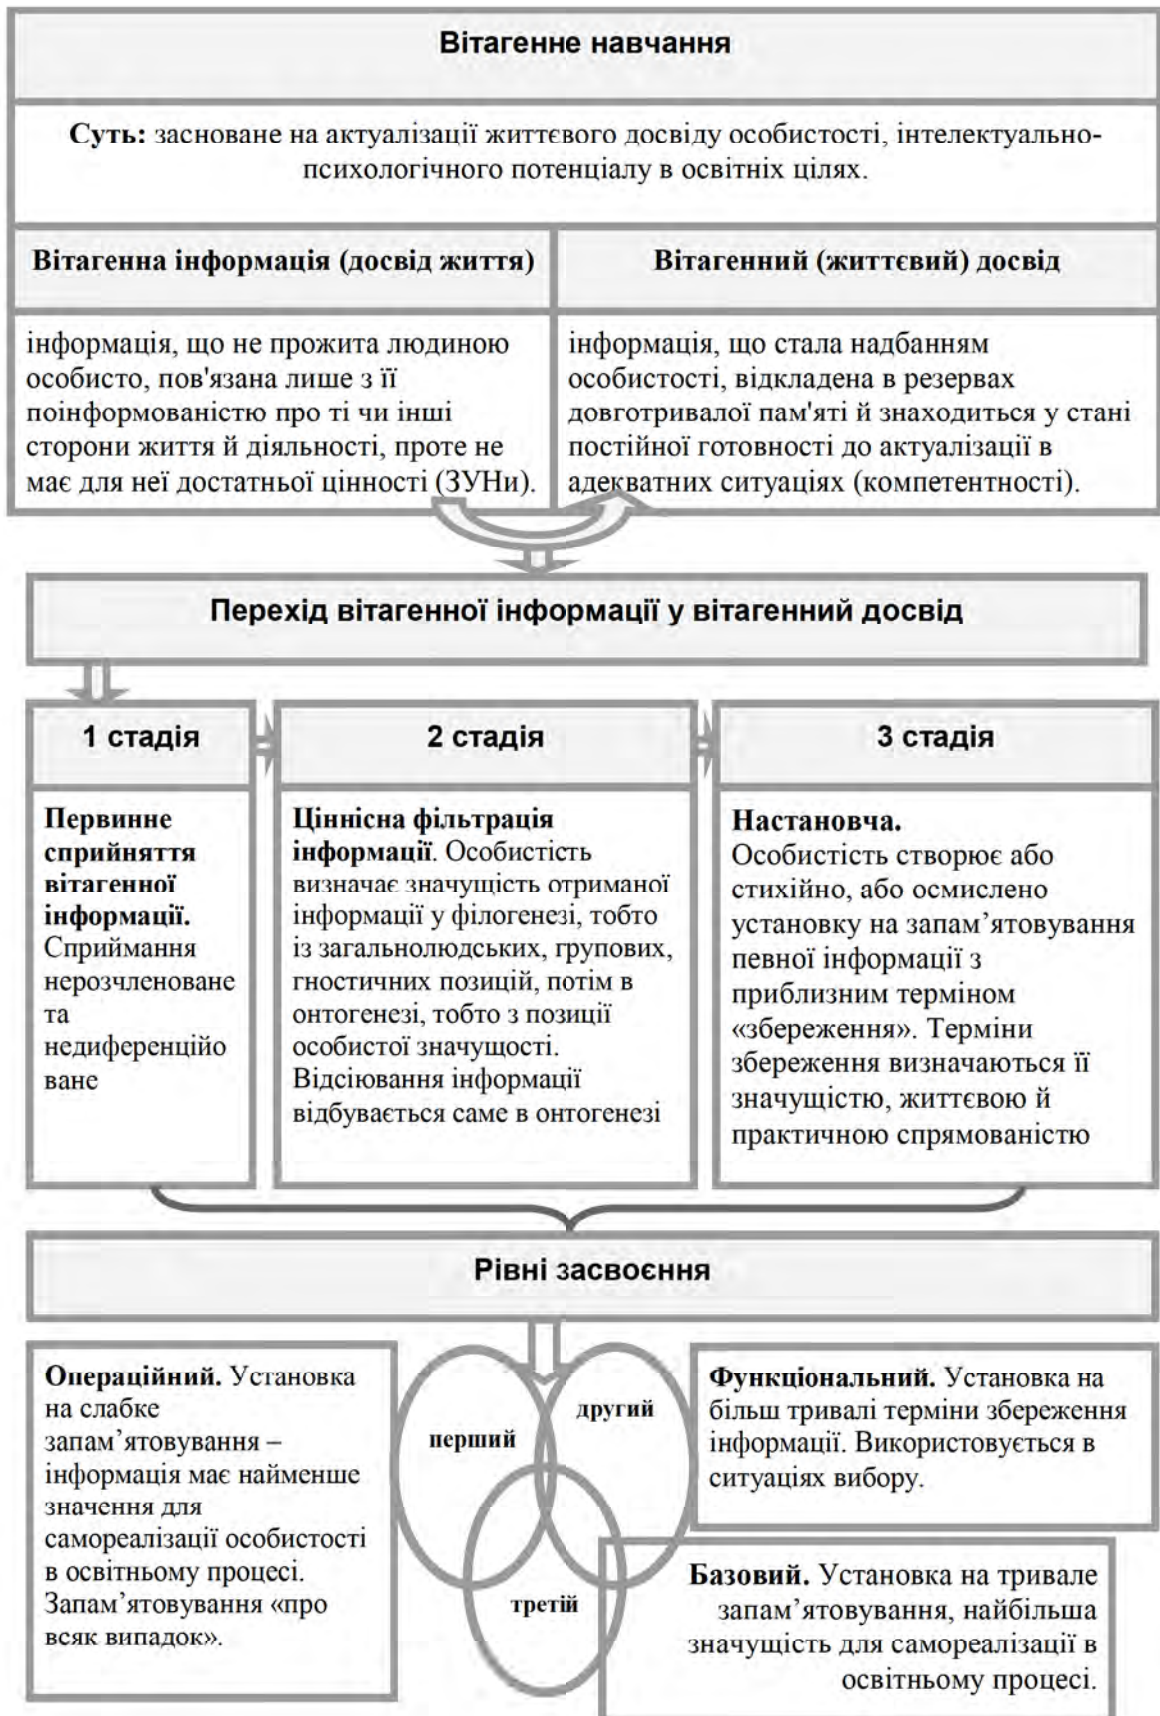 Вітагенне навчання
Суть: засноване на актуалізації життєвого досвіду особистості, інтелектуально-
психологічного потенціалу в освітніх цілях.
Вітагенна інформація (досвід життя)
Вітагенний (життєвий) досвід
інформація, що не прожита людиною
особисто, пов'язана лише з її
поінформованістю про ті чи інші
сторони життя й діяльності, проте не
має для неї достатньої цінності (ЗУНи).
інформація, що стала надбанням
особистості, відкладена в резервах
довготривалої пам'яті й знаходиться у стані
постійної готовності до актуалізації в
адекватних ситуаціях (компетентності).
Перехід вітагенної інформації у вітагенний досвід
1 стадія
2 стадія
3 стадія
Первинне
сприйняття
вітагенної
інформації.
Сприймання
нерозчленоване
та
недиференційо
ване
Ціннісна фільтрація
інформації. Особистість
визначає значущість отриманої
інформації у філогенезі, тобто
із загальнолюдських, групових,
гностичних позицій, потім в
онтогенезі, тобто з позиції
особистої значущості.
Відсіювання інформації
відбувається саме в онтогенезі
Настановча.
Особистість створює або
стихійно, або осмислено
установку на запам’ятовування
певної інформації з
приблизним терміном
«збереження». Терміни
збереження визначаються її
значущістю, життєвою й
практичною спрямованістю
Рівні засвоєння
Операційний. Установка
на слабке
запам’ятовування –
інформація має найменше
значення для
самореалізації особистості
в освітньому процесі.
Запам’ятовування «про
всяк випадок».
перший
другий
третій
Функціональний. Установка на
більш тривалі терміни збереження
інформації. Використовується в
ситуаціях вибору.
Базовий. Установка на тривале
запам’ятовування, найбільша
значущість для самореалізації в
освітньому процесі.